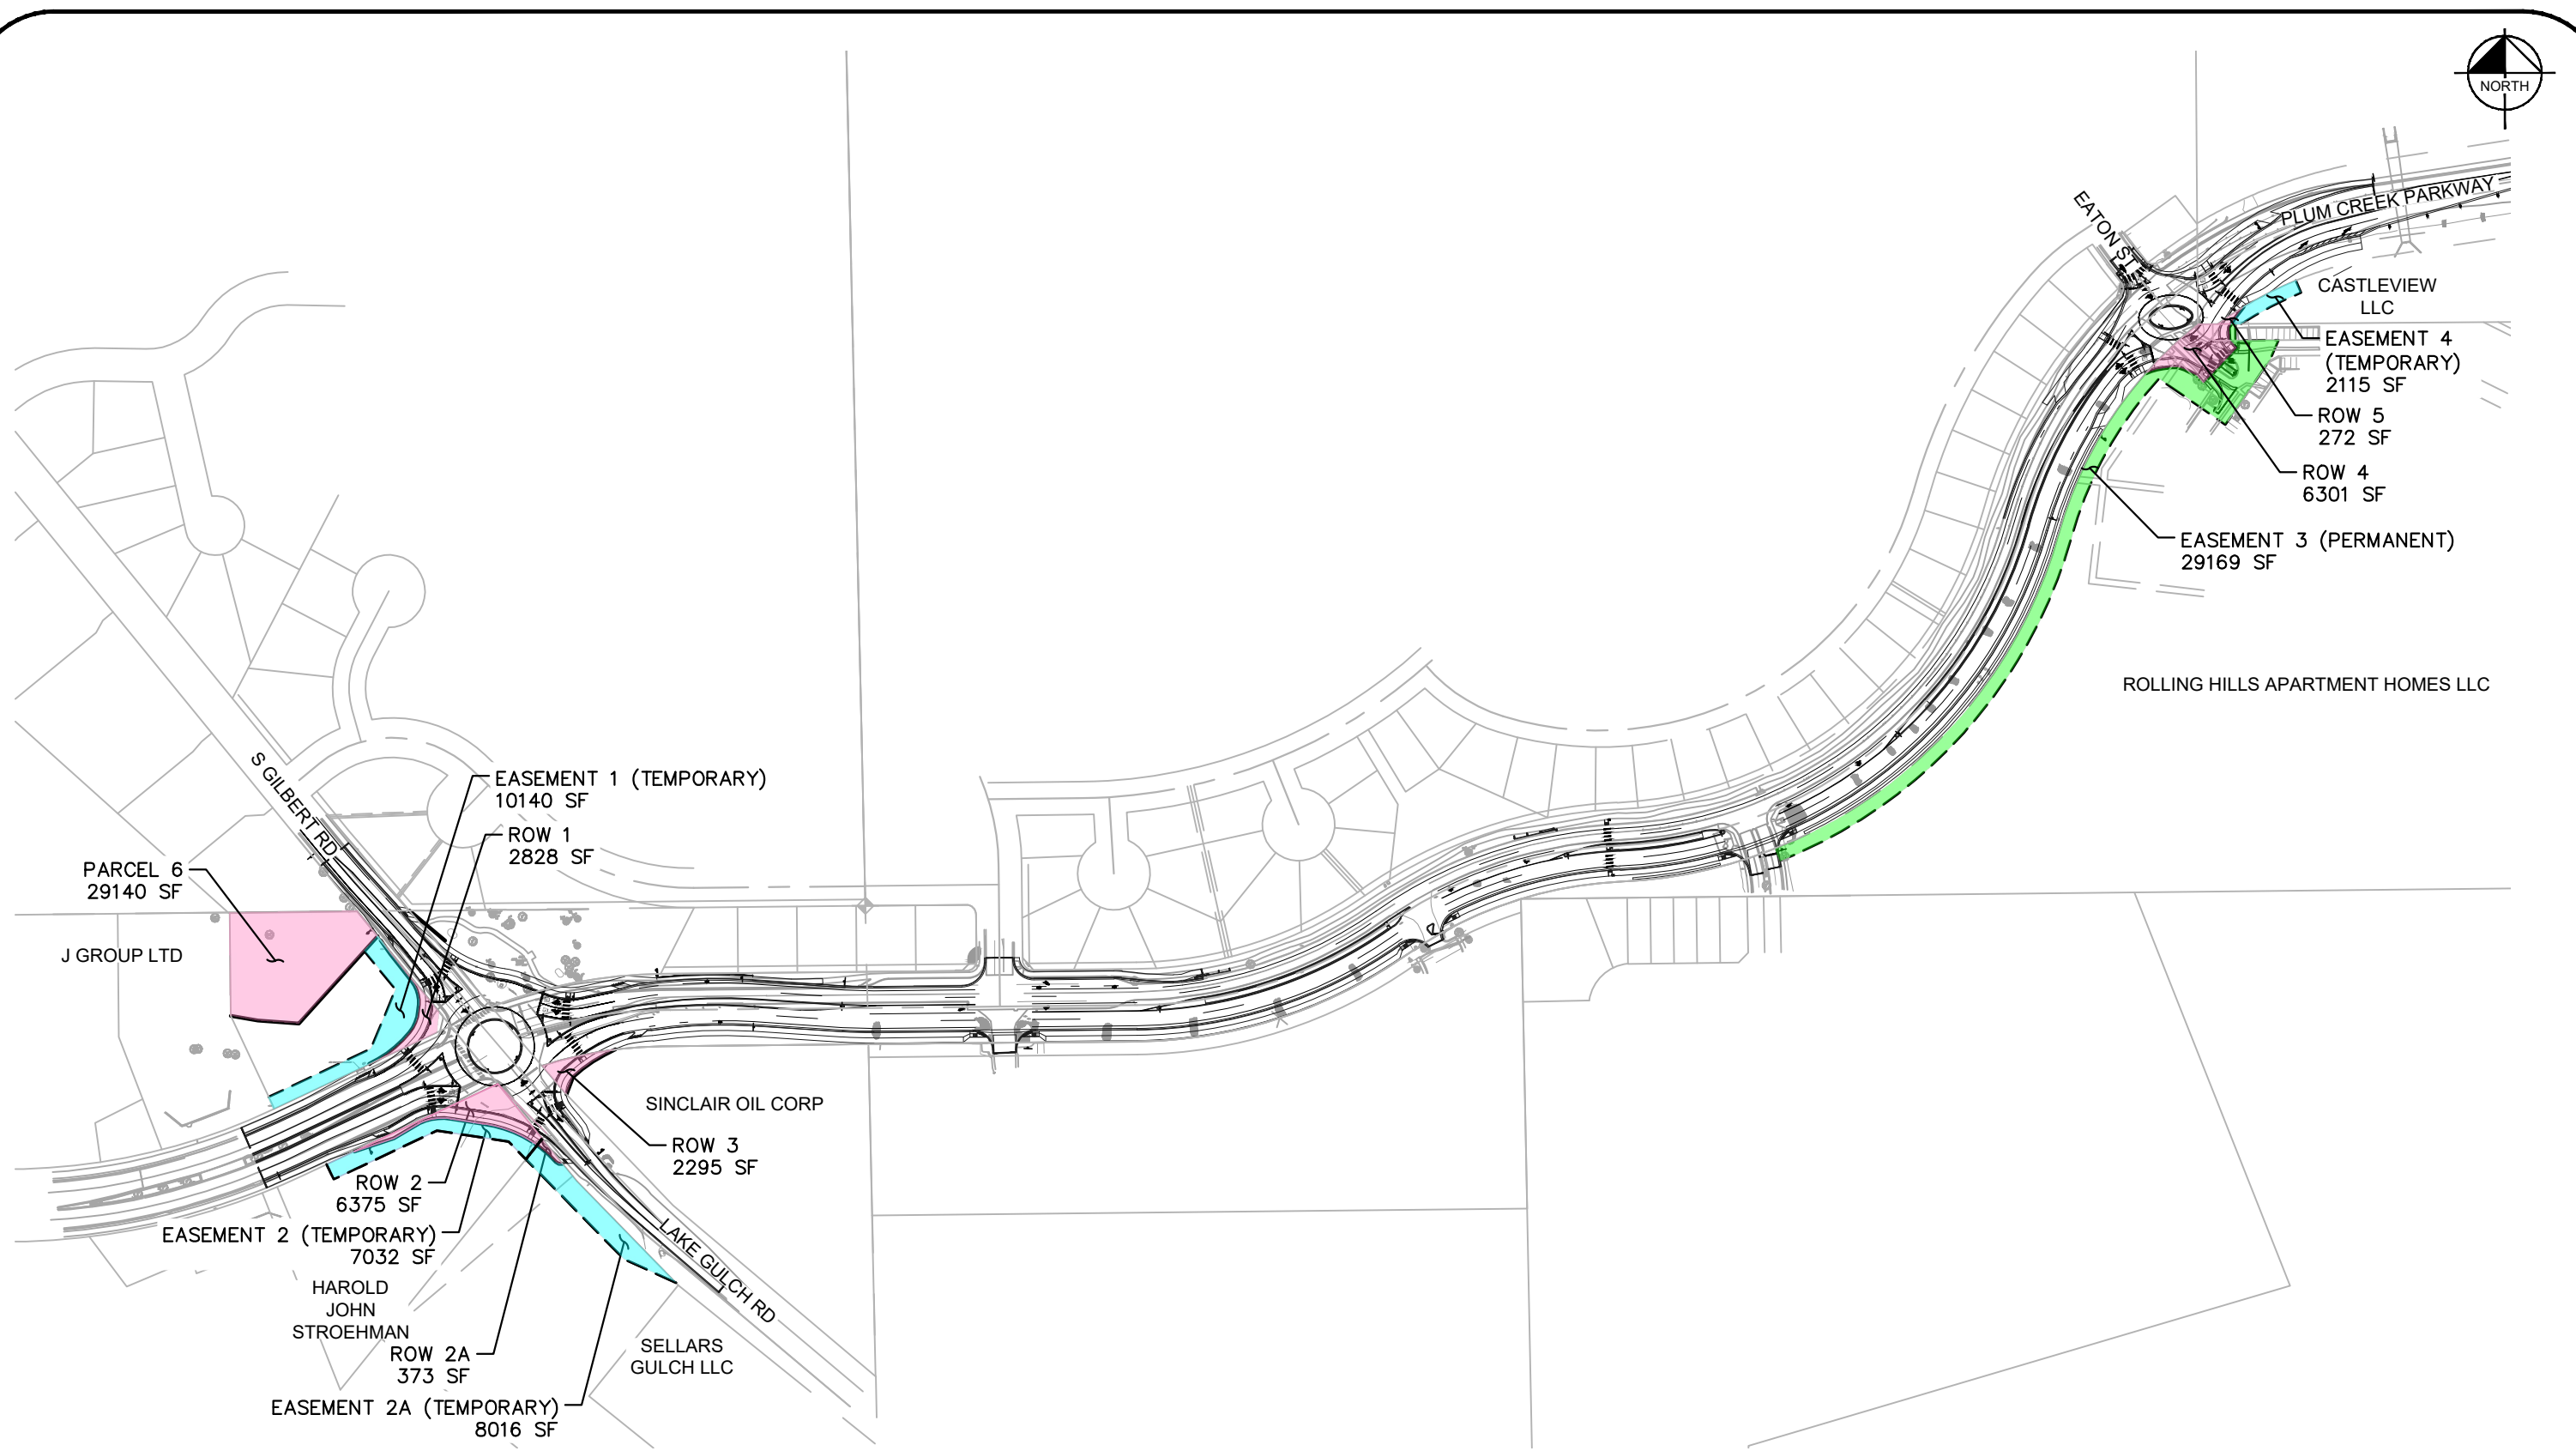 NORTH
PLUM CREEK PARKWAY
EATON ST
CASTLEVIEW
LLC
EASEMENT 4
(TEMPORARY)
2115 SF
ROW 5
272 SF
ROW 4
6301 SF
EASEMENT 3 (PERMANENT)
29169 SF
ROLLING HILLS APARTMENT HOMES LLC
S GILBERT RD
EASEMENT 1 (TEMPORARY)
10140 SF
ROW 1
2828 SF
PARCEL 6
29140 SF
J GROUP LTD
SINCLAIR OIL CORP
ROW 3
2295 SF
ROW 2
6375 SF
EASEMENT 2 (TEMPORARY)
7032 SF
HAROLD
JOHN
STROEHMAN
LAKE GULCH RD
ROW 2A
373 SF
SELLARS
GULCH LLC
EASEMENT 2A (TEMPORARY)
8016 SF